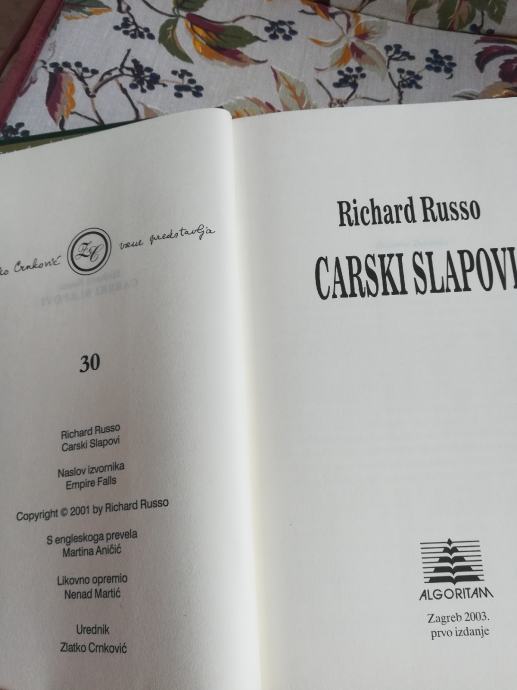 ko Crnković ZC vam predstavlja
30
Richard Russo
Carski Slapovi
Naslov izvornika
Empire Falls
Copyright © 2001 by Richard Russo
S engleskoga prevela
Martina Aničić
Likovno opremio
Nenad Martić
Urednik
Zlatko Crnković
Richard Russo
CARSKI SLAPOVI
ALGORITAM
Zagreb 2003.
prvo izdanje